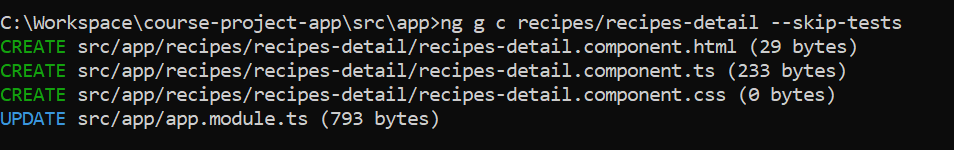 C:\Workspace\course-project-app\src\app>ng g c recipes/recipes-detail --skip-tests
CREATE src/app/recipes/recipes-detail/recipes-detail.component.html (29 bytes)
CREATE src/app/recipes/recipes-detail/recipes-detail.component.ts (233 bytes)
CREATE src/app/recipes/recipes-detail/recipes-detail.component.css (0 bytes)
UPDATE src/app/app.module.ts (793 bytes)